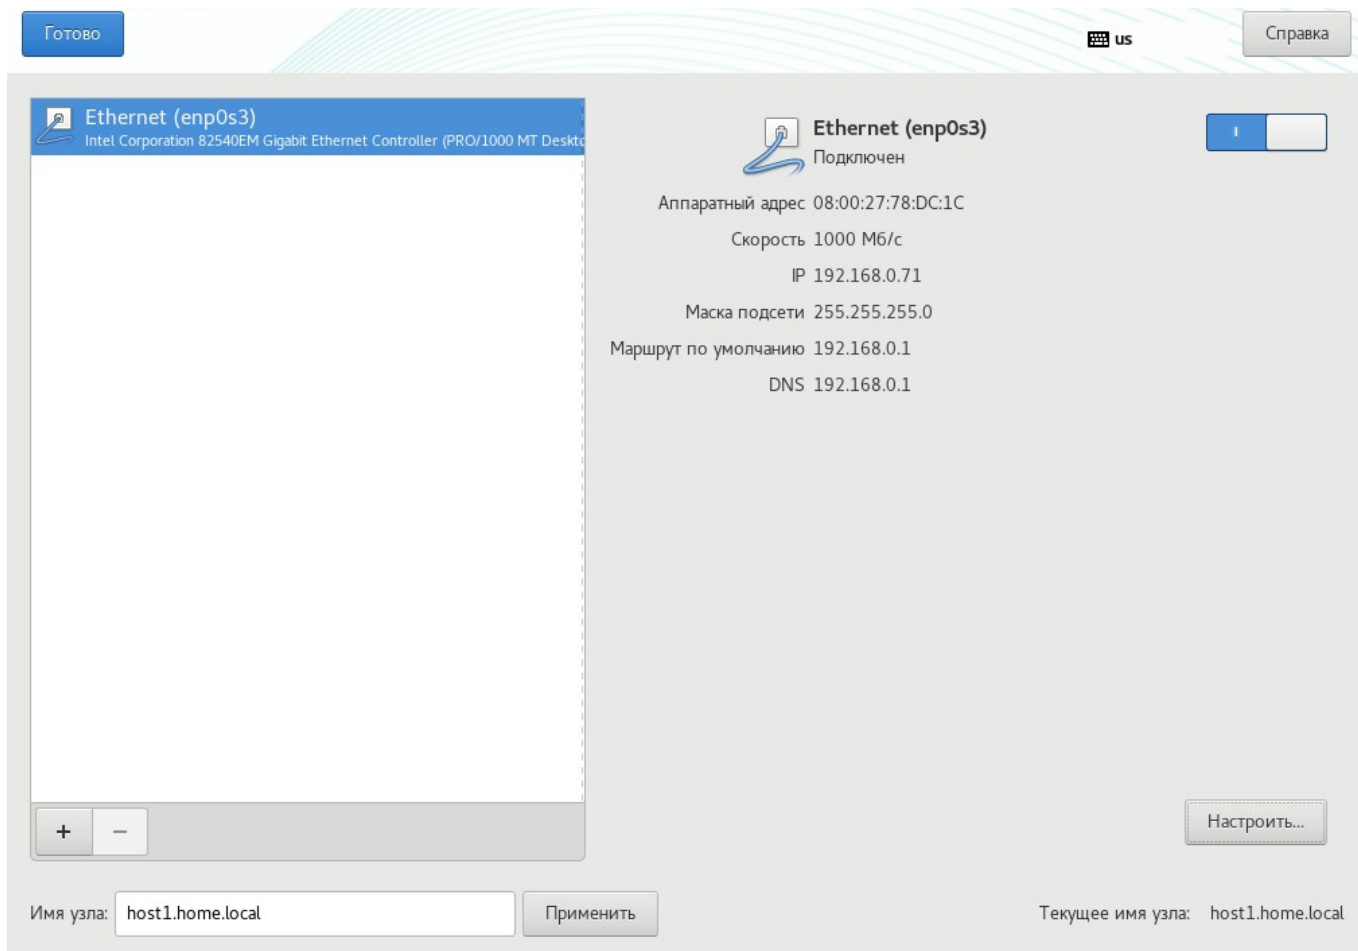 Готово
us
Справка
Ethernet (enp0s3)
Intel Corporation 82540EM Gigabit Ethernet Controller (PRO/1000 MT
Ethernet (enp0s3)
Подключен
Аппаратный адрес 08:00:27:78:DC:1C
Скорость 1000 Мб/с
IP 192.168.0.71
Маска подсети 255.255.255.0
Маршрут по умолчанию 192.168.0.1
DNS 192.168.0.1
+ −
Настроить...
Имя узла: host1.home.local Применить
Текущее имя узла: host1.home.local